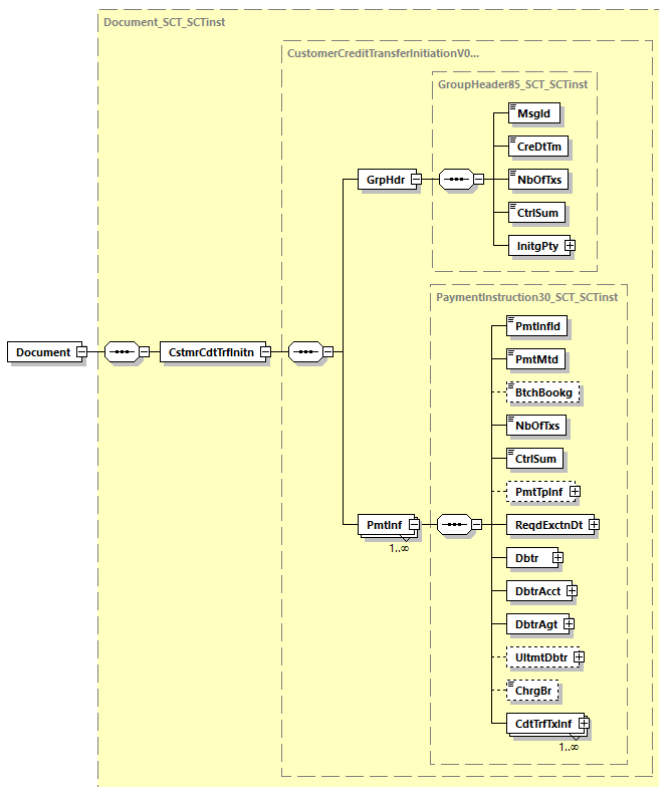 Document_SCT_SCTinst
CustomerCreditTransferInitiationV0...
GroupHeader85_SCT_SCTinst
MsgId
CreDtTm
GrpHdr
NbOfTxs
CtrlSum
InitgPty
PaymentInstruction30_SCT_SCTinst
PmtInfId
Document
CstmrCdtTrfInitn
PmtMtd
BtchBookg
NbOfTxs
CtrlSum
PmtTpInf
PmtInf
1..∞
ReqdExctnDt
Dbtr
DbtrAcct
DbtrAgt
UltmtDbtr
ChrgBr
CdtTrfTxInf
1..∞